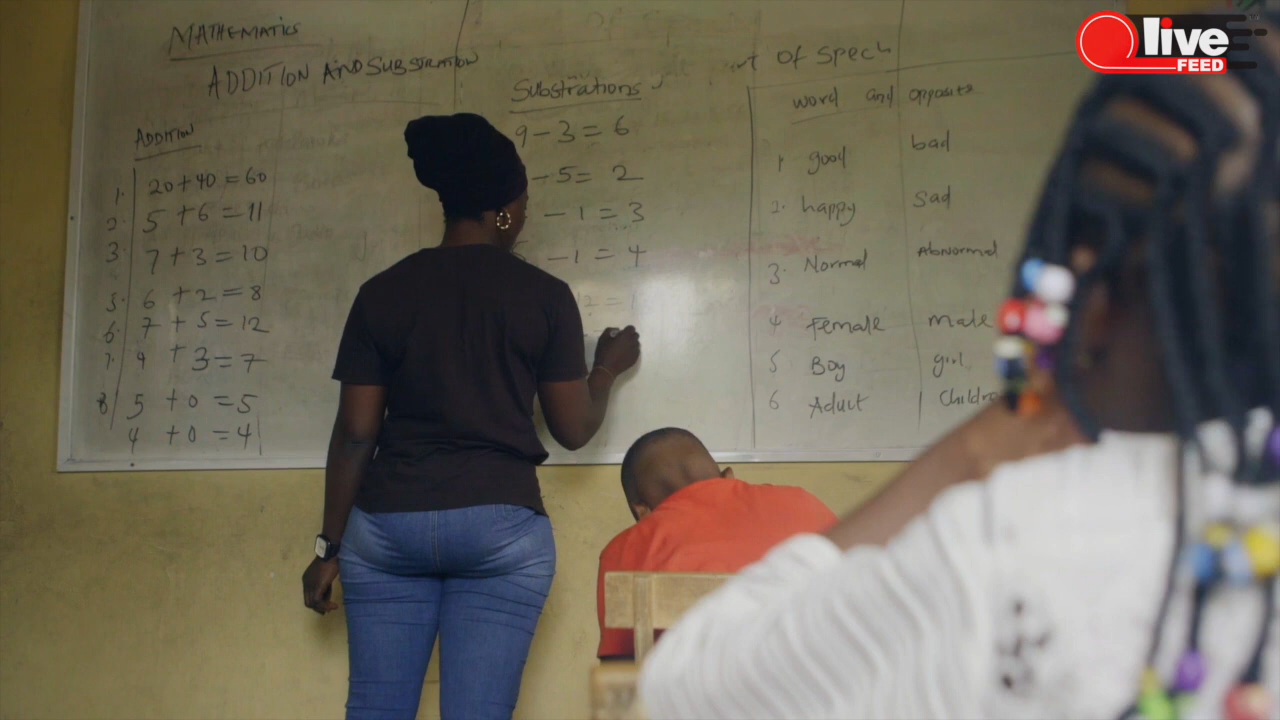 MATHEMATICS
ADDITION AND SUBSTRATION
ADDITION
1. 20 + 40 = 60
2. 5 + 6 = 11
3. 7 + 3 = 10
5. 6 + 2 = 8
6. 7 + 5 = 12
7. 4 + 3 = 7
8 5 + 0 = 5
4 + 0 = 4
Substrations
9 - 3 = 6
- 5 = 2
- 1 = 3
- 1 = 4
Of Spech
word and opposite
1 good bad
2. happy sad
3. Normal Abnormal
4 Female male
5 Boy girl
6 Adult
live
FEED